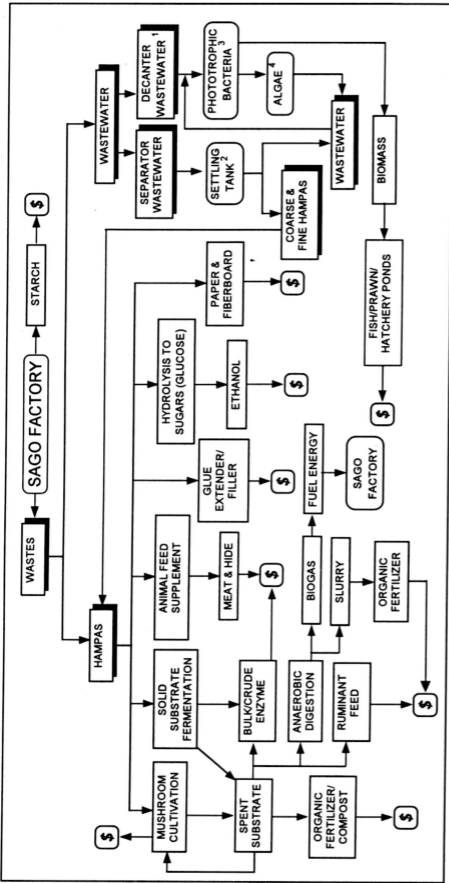 SAGO FACTORY
STARCH
$
WASTES
HAMPAS
WASTEWATER
SEPARATOR
WASTEWATER
DECANTER
WASTEWATER 1
SETTLING
TANK 2
PHOTOTROPHIC
BACTERIA 3
ALGAE 4
COARSE &
FINE HAMPAS
WASTEWATER
BIOMASS
FISH/PRAWN/
HATCHERY PONDS
$
$
MUSHROOM
CULTIVATION
SOLID
SUBSTRATE
FERMENTATION
ANIMAL FEED
SUPPLEMENT
GLUE
EXTENDER/
FILLER
HYDROLYSIS TO
SUGARS (GLUCOSE)
PAPER &
FIBERBOARD
MEAT & HIDE
ETHANOL
$
$
$
$
SPENT
SUBSTRATE
BULK/CRUDE
ENZYME
ANAEROBIC
DIGESTION
BIOGAS
FUEL ENERGY
SAGO
FACTORY
SLURRY
ORGANIC
FERTILIZER
RUMINANT
FEED
ORGANIC
FERTILIZER/
COMPOST
$
$